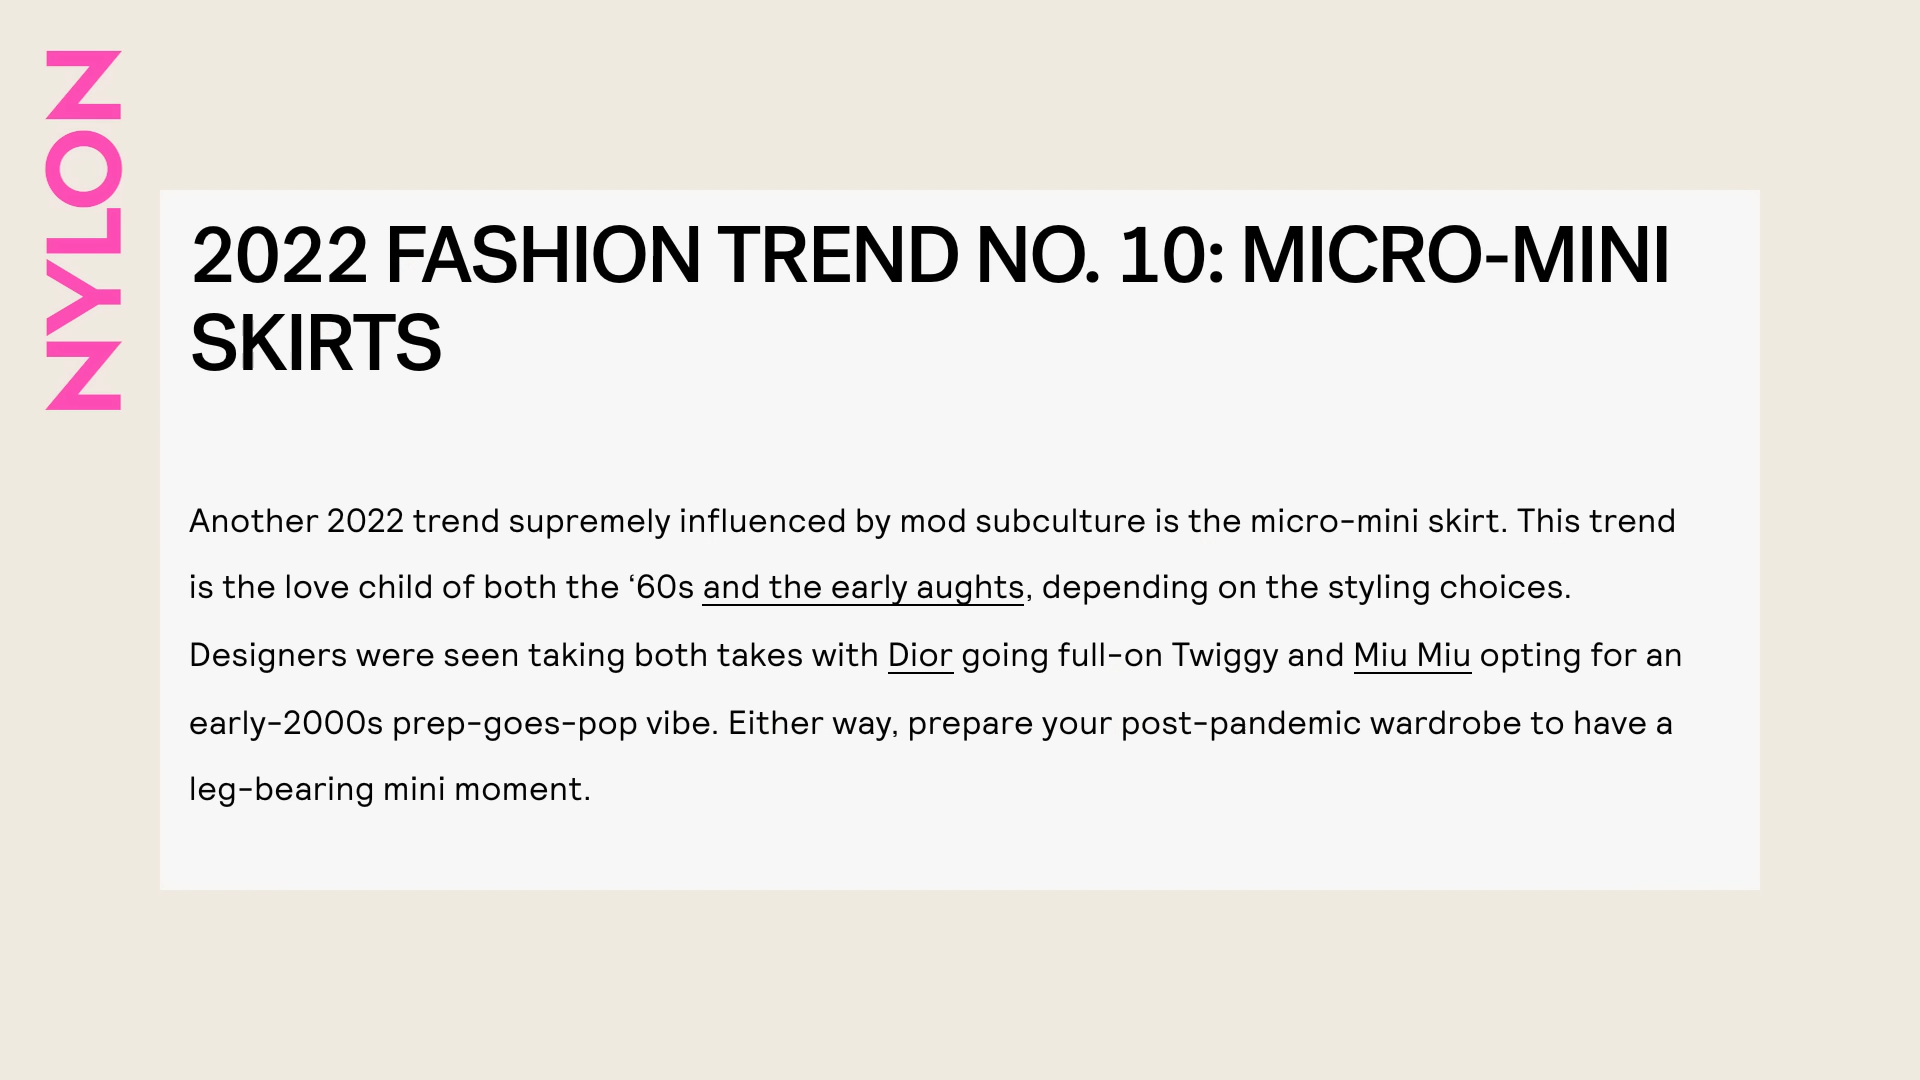 NYLON
2022 FASHION TREND NO. 10: MICRO-MINI
SKIRTS
Another 2022 trend supremely influenced by mod subculture is the micro-mini skirt. This trend
is the love child of both the ‘60s and the early aughts, depending on the styling choices.
Designers were seen taking both takes with Dior going full-on Twiggy and Miu Miu opting for an
early-2000s prep-goes-pop vibe. Either way, prepare your post-pandemic wardrobe to have a
leg-bearing mini moment.